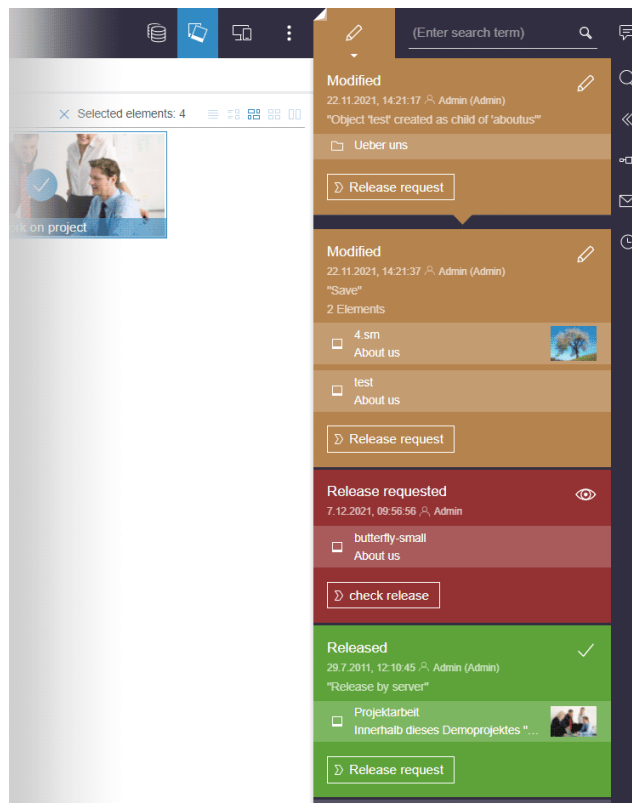 (Enter search term)
Selected elements: 4
rk on project
Modified
22.11.2021, 14:21:17 Admin (Admin)
"Object 'test' created as child of 'aboutus'"
Ueber uns
Release request
Modified
22.11.2021, 14:21:37 Admin (Admin)
"Save"
2 Elements
4.sm
About us
test
About us
Release request
Release requested
7.12.2021, 09:56:56 Admin
butterfly-small
About us
check release
Released
29.7.2011, 12:10:45 Admin (Admin)
"Release by server"
Projektarbeit
Innerhalb dieses Demoprojektes "...
Release request